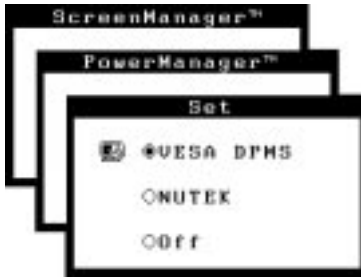 ScreenManager™
PowerManager™
Set
VESA DPMS
NUTEK
Off